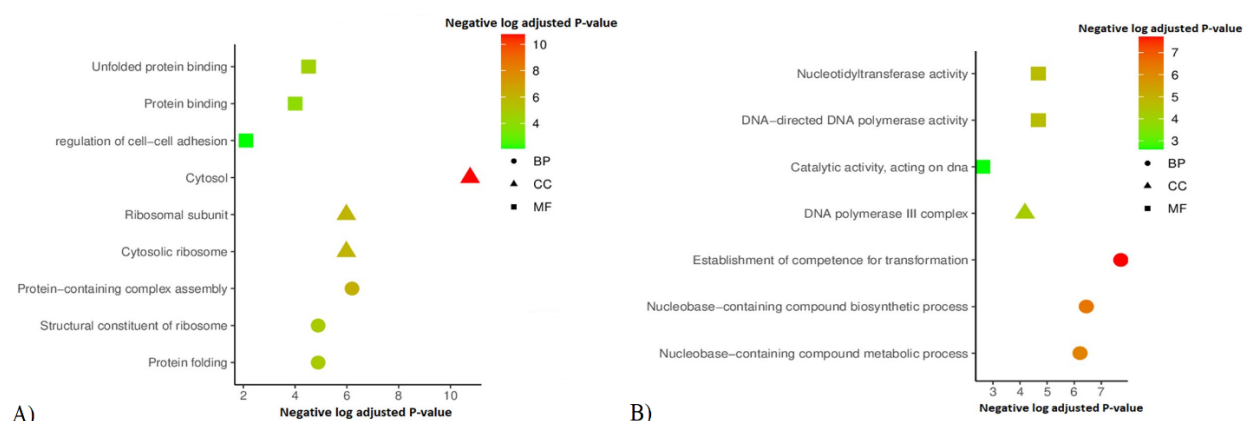 Negative log adjusted P-value
10
8
6
4
BP
CC
MF
Unfolded protein binding
Protein binding
regulation of cell−cell adhesion
Cytosol
Ribosomal subunit
Cytosolic ribosome
Protein−containing complex assembly
Structural constituent of ribosome
Protein folding
2 4 6 8 10
Negative log adjusted P-value
A)
Negative log adjusted P-value
7
6
5
4
3
BP
CC
MF
Nucleotidyltransferase activity
DNA−directed DNA polymerase activity
Catalytic activity, acting on dna
DNA polymerase III complex
Establishment of competence for transformation
Nucleobase−containing compound biosynthetic process
Nucleobase−containing compound metabolic process
3 4 5 6 7
Negative log adjusted P-value
B)